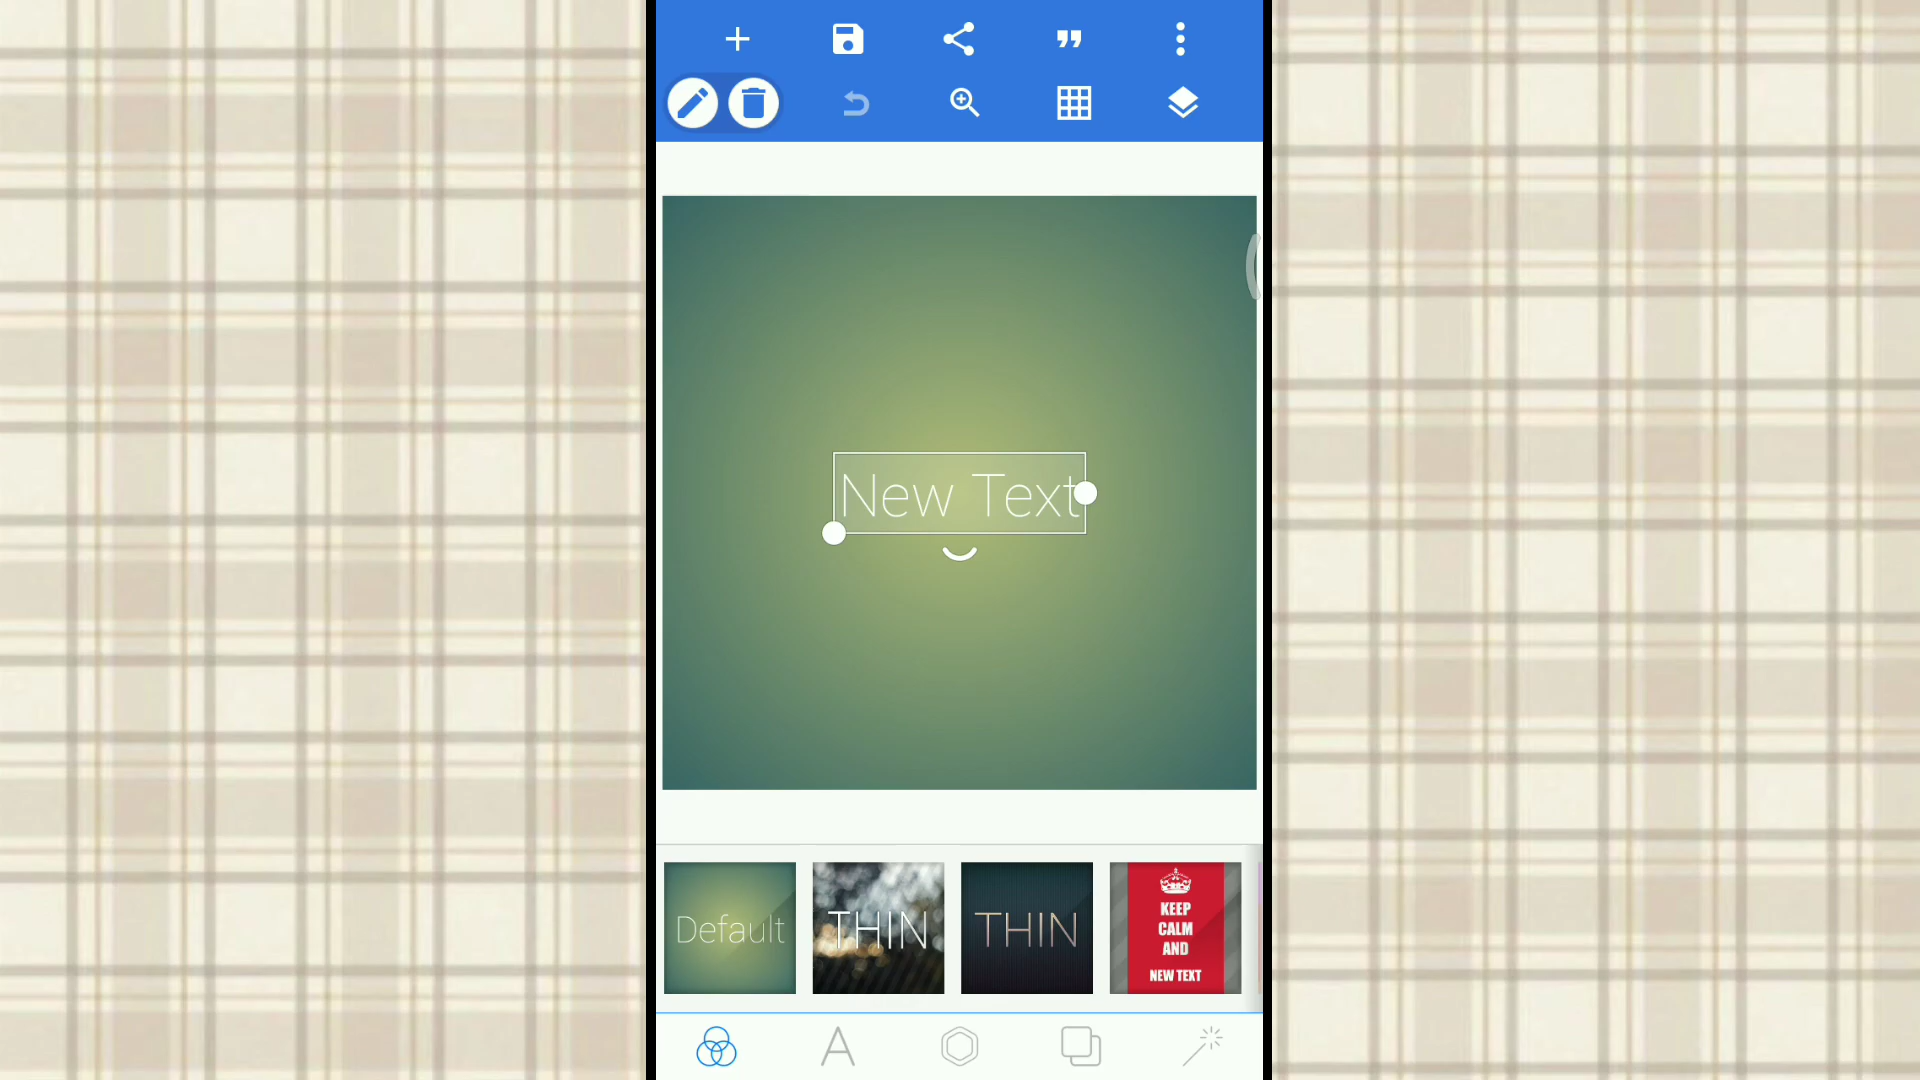 New Text
Default
THIN
THIN
KEEP
CALM
AND
NEW TEXT